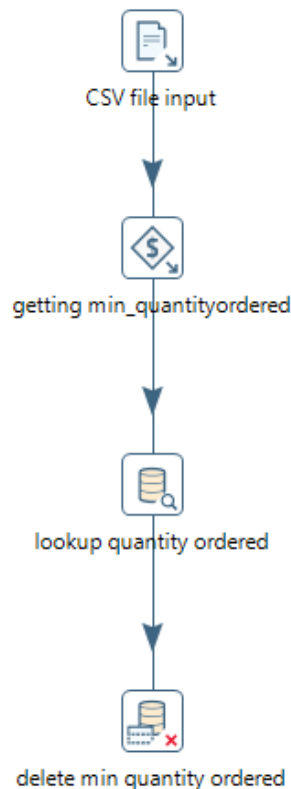 CSV file input
$
getting min_quantityordered
lookup quantity ordered
delete min quantity ordered